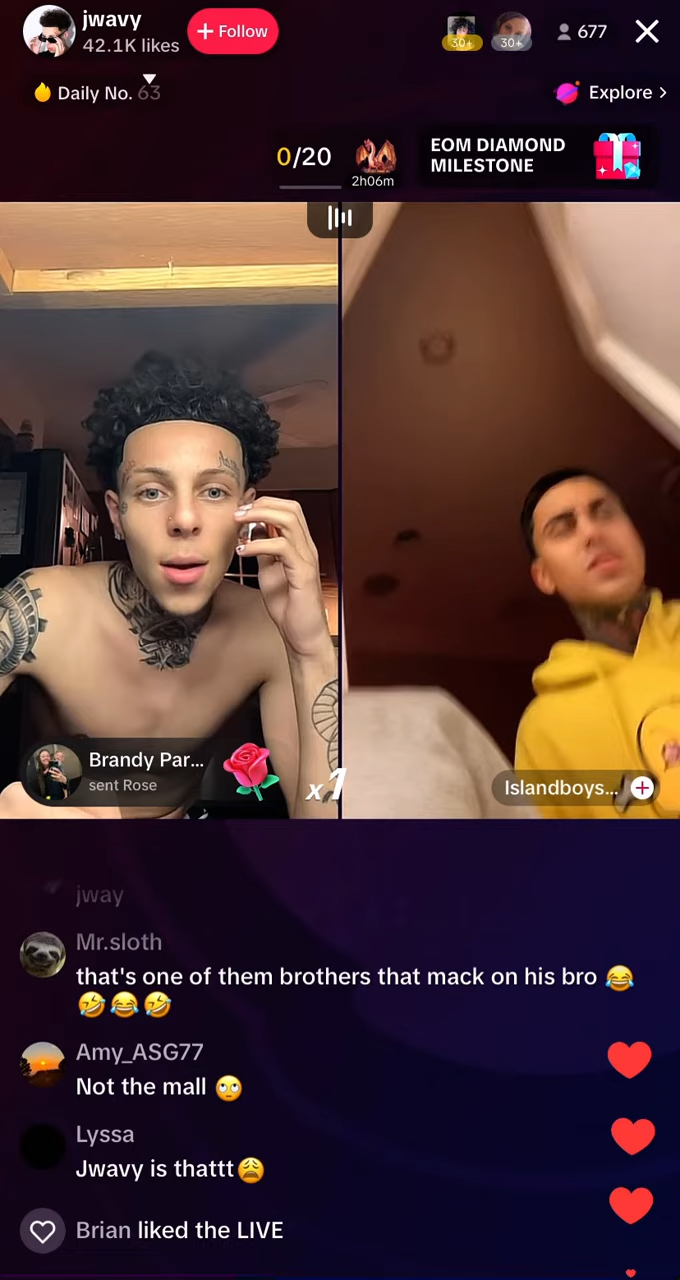 jwavy
42.1K likes
+ Follow
30+
30+
677
Daily No. 63
Explore >
0/20
2h06m
EOM DIAMOND
MILESTONE
Brandy Par...
sent Rose
x1
Islandboys...
jway
Mr.sloth
that's one of them brothers that mack on his bro 😂
🤣😂🤣
Amy_ASG77
Not the mall 🙄
Lyssa
Jwavy is thattt😩
Brian liked the LIVE